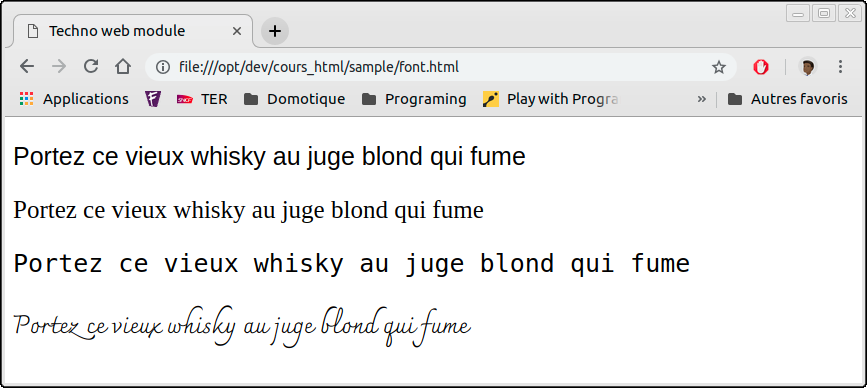 Techno web module
file:///opt/dev/cours_html/sample/font.html
Applications TER Domotique Programing Play with Progra » Autres favoris
Portez ce vieux whisky au juge blond qui fume
Portez ce vieux whisky au juge blond qui fume
Portez ce vieux whisky au juge blond qui fume
Portez ce vieux whisky au juge blond qui fume